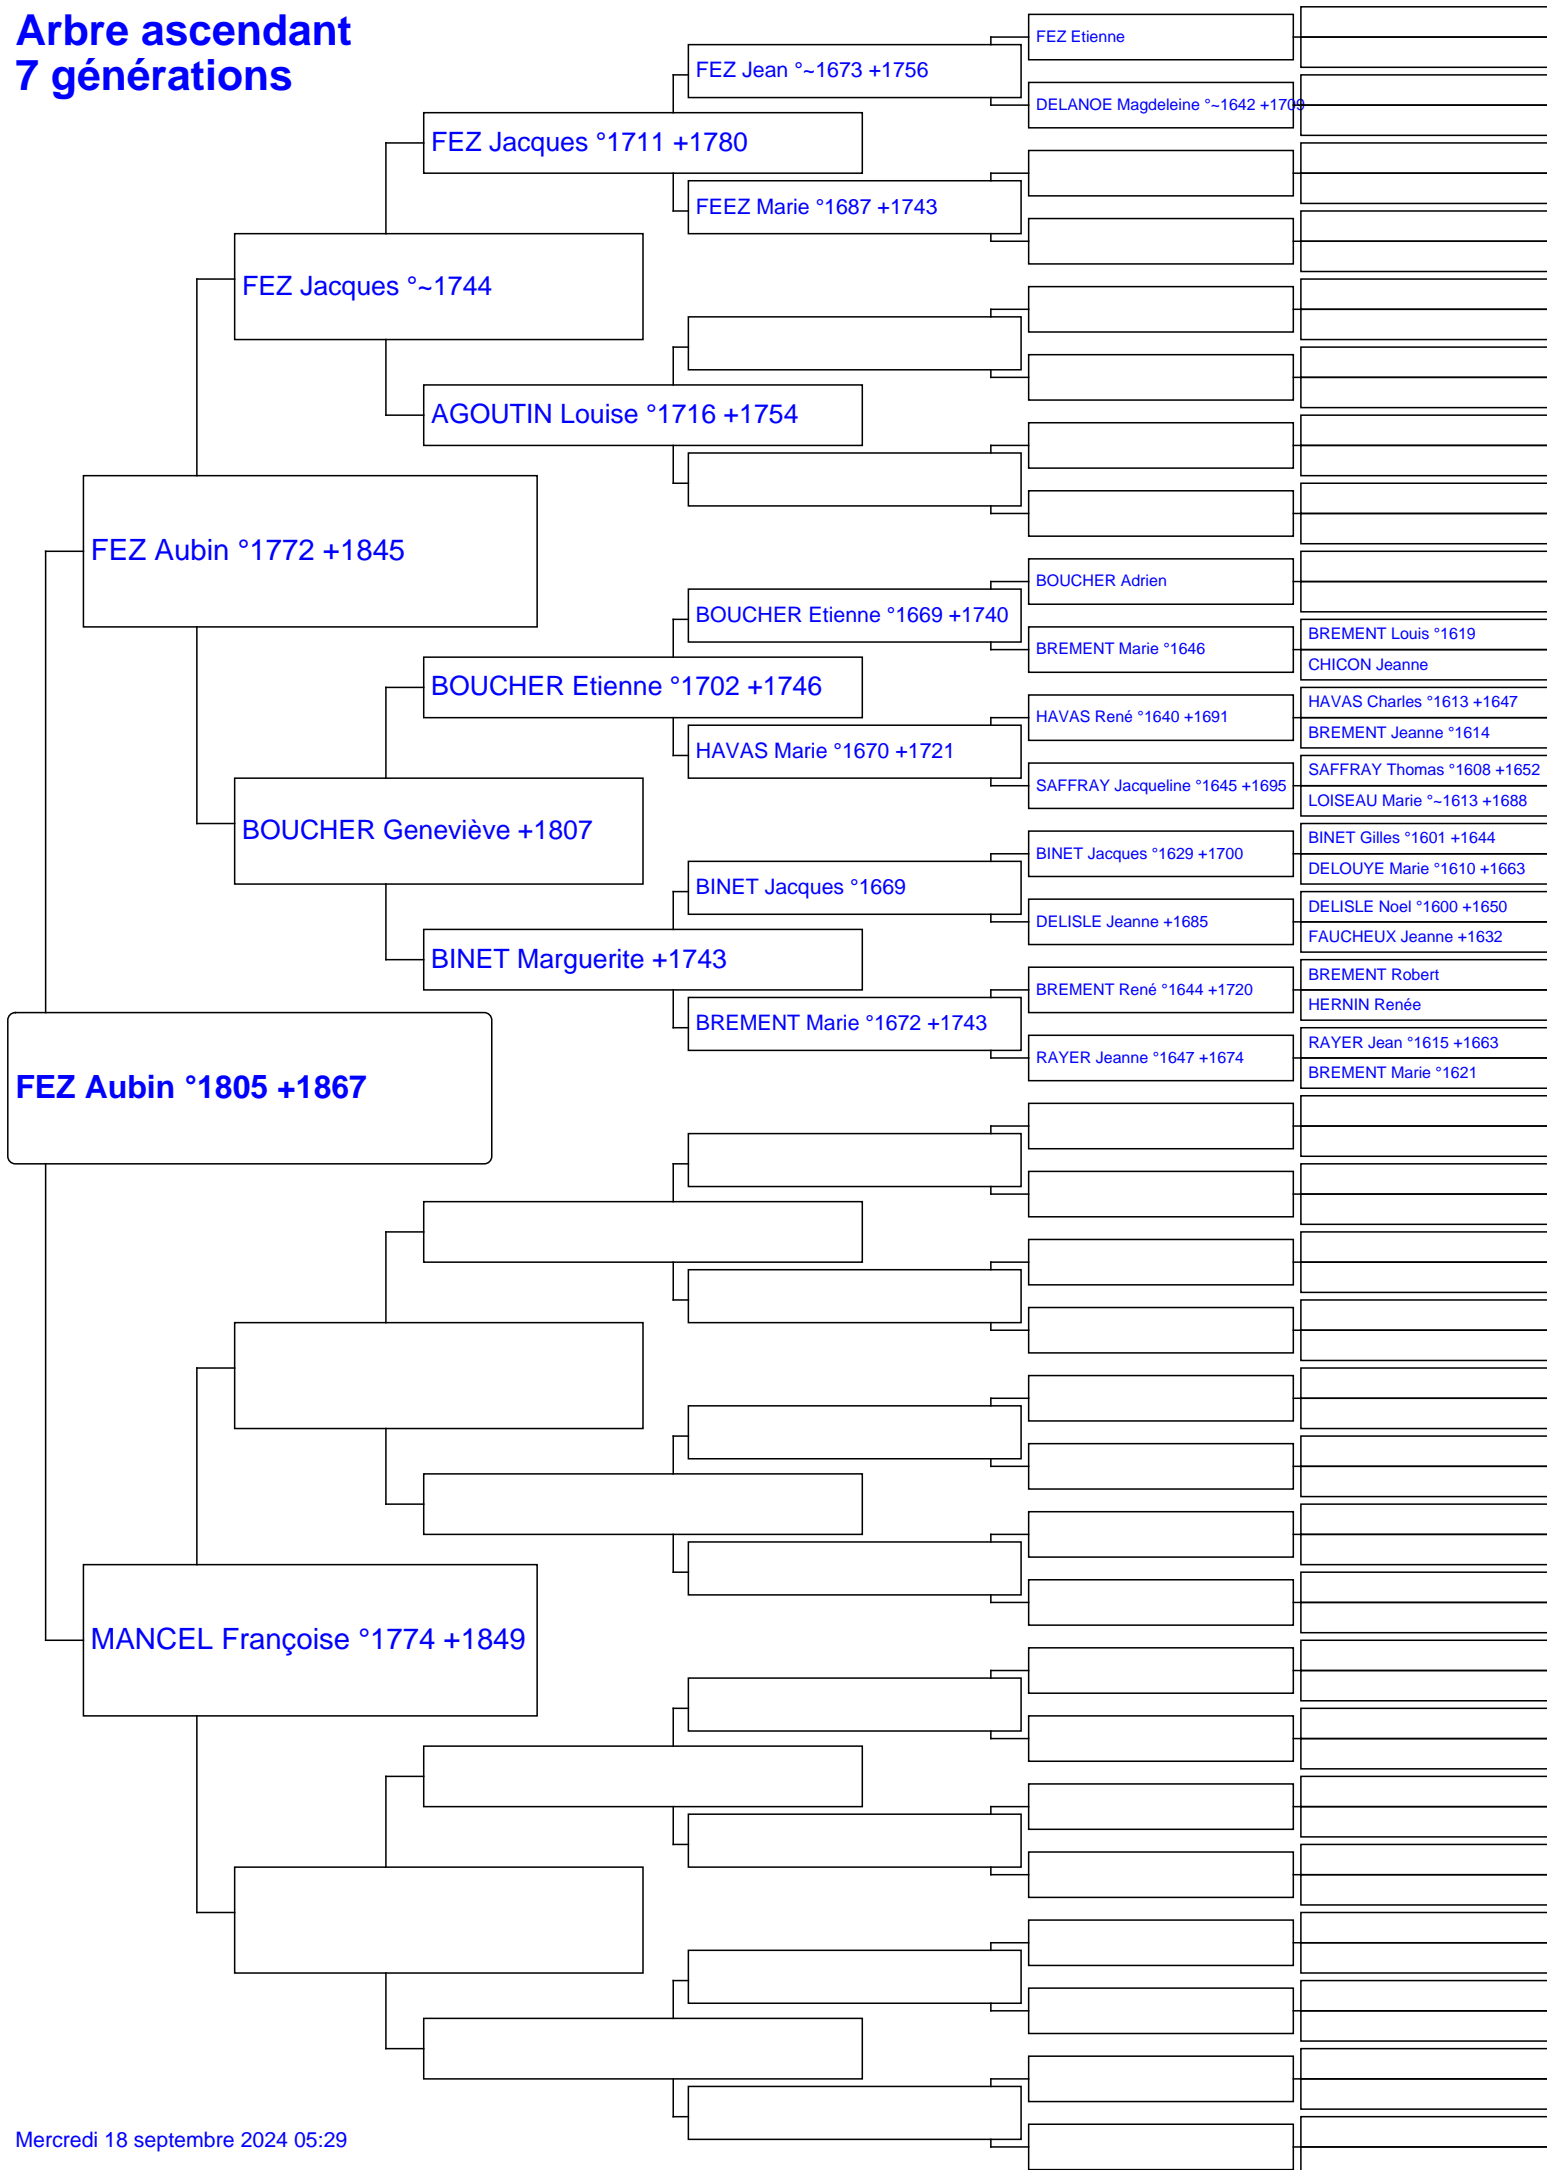 Arbre ascendant
7 générations
FEZ Etienne
FEZ Jean °~1673 +1756
DELANOE Magdeleine °~1642 +1709
FEZ Jacques °1711 +1780
FEEZ Marie °1687 +1743
FEZ Jacques °~1744
AGOUTIN Louise °1716 +1754
FEZ Aubin °1772 +1845
BOUCHER Adrien
BOUCHER Etienne °1669 +1740
BREMENT Louis °1619
BREMENT Marie °1646
CHICON Jeanne
BOUCHER Etienne °1702 +1746
HAVAS Charles °1613 +1647
HAVAS René °1640 +1691
BREMENT Jeanne °1614
HAVAS Marie °1670 +1721
SAFFRAY Thomas °1608 +1652
SAFFRAY Jacqueline °1645 +1695
LOISEAU Marie °~1613 +1688
BOUCHER Geneviève +1807
BINET Gilles °1601 +1644
BINET Jacques °1629 +1700
DELOUYE Marie °1610 +1663
BINET Jacques °1669
DELISLE Noel °1600 +1650
DELISLE Jeanne +1685
FAUCHEUX Jeanne +1632
BINET Marguerite +1743
BREMENT Robert
BREMENT René °1644 +1720
HERNIN Renée
BREMENT Marie °1672 +1743
RAYER Jean °1615 +1663
RAYER Jeanne °1647 +1674
BREMENT Marie °1621
FEZ Aubin °1805 +1867
MANCEL Françoise °1774 +1849
Mercredi 18 septembre 2024 05:29